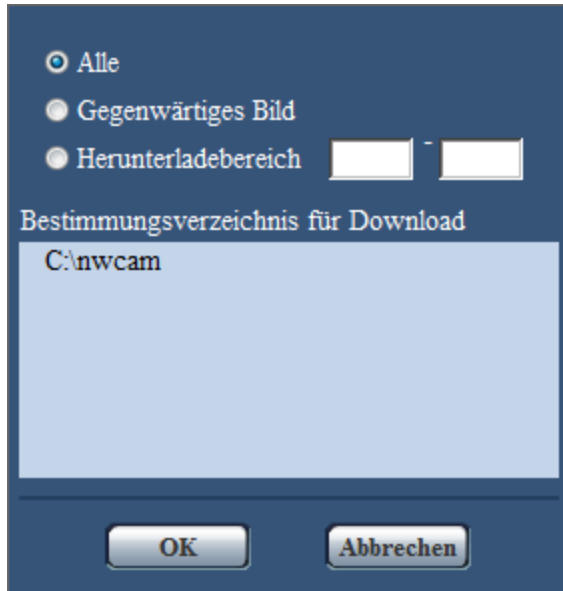 Alle
Gegenwärtiges Bild
Herunterladebereich -
Bestimmungsverzeichnis für Download
C:\nwcam
OK Abbrechen